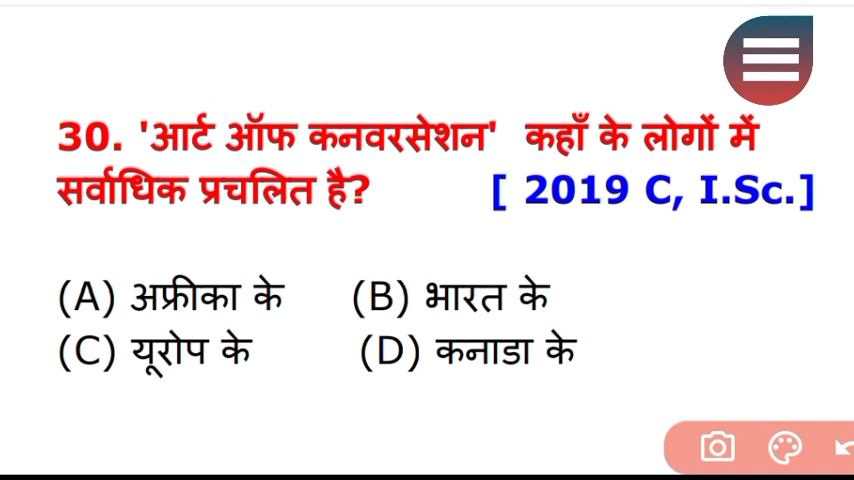 30. 'आर्ट ऑफ कनवरसेशन' कहाँ के लोगों में
सर्वाधिक प्रचलित है? [ 2019 C, I.Sc.]
(A) अफ्रीका के (B) भारत के
(C) यूरोप के (D) कनाडा के